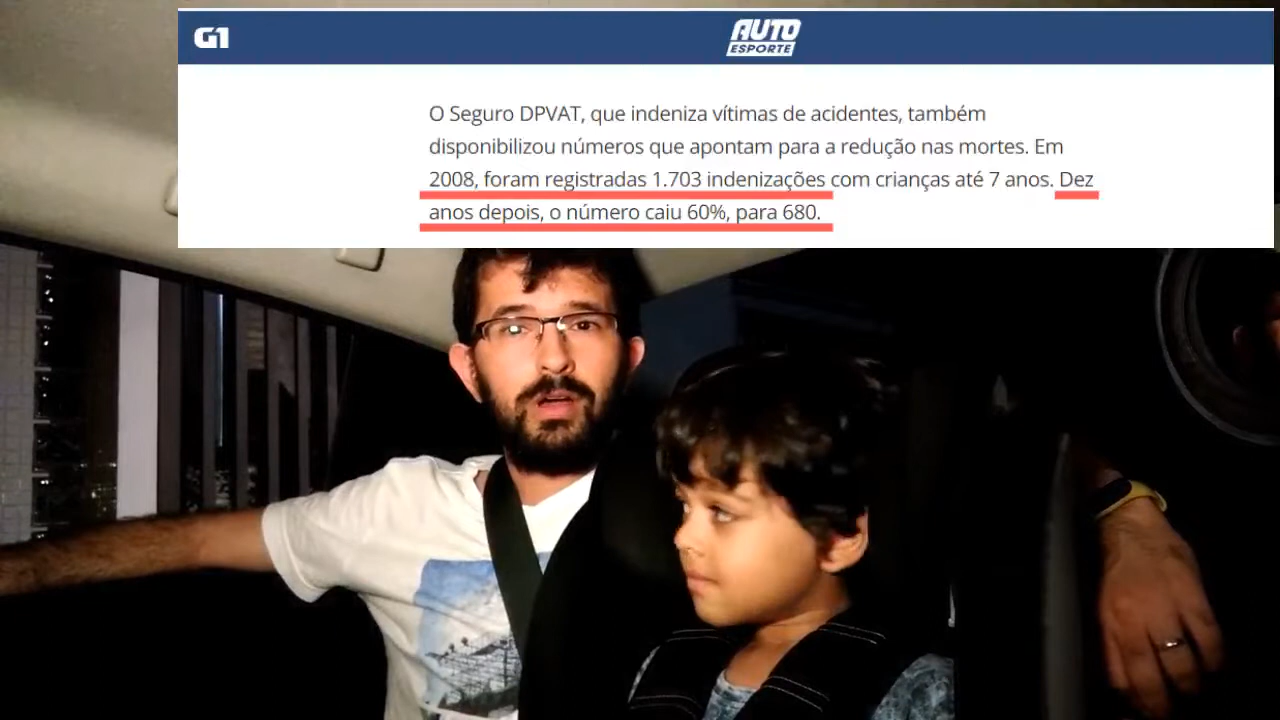 G1
AUTO
ESPORTE
O Seguro DPVAT, que indeniza vítimas de acidentes, também
disponibilizou números que apontam para a redução nas mortes. Em
2008, foram registradas 1.703 indenizações com crianças até 7 anos. Dez
anos depois, o número caiu 60%, para 680.